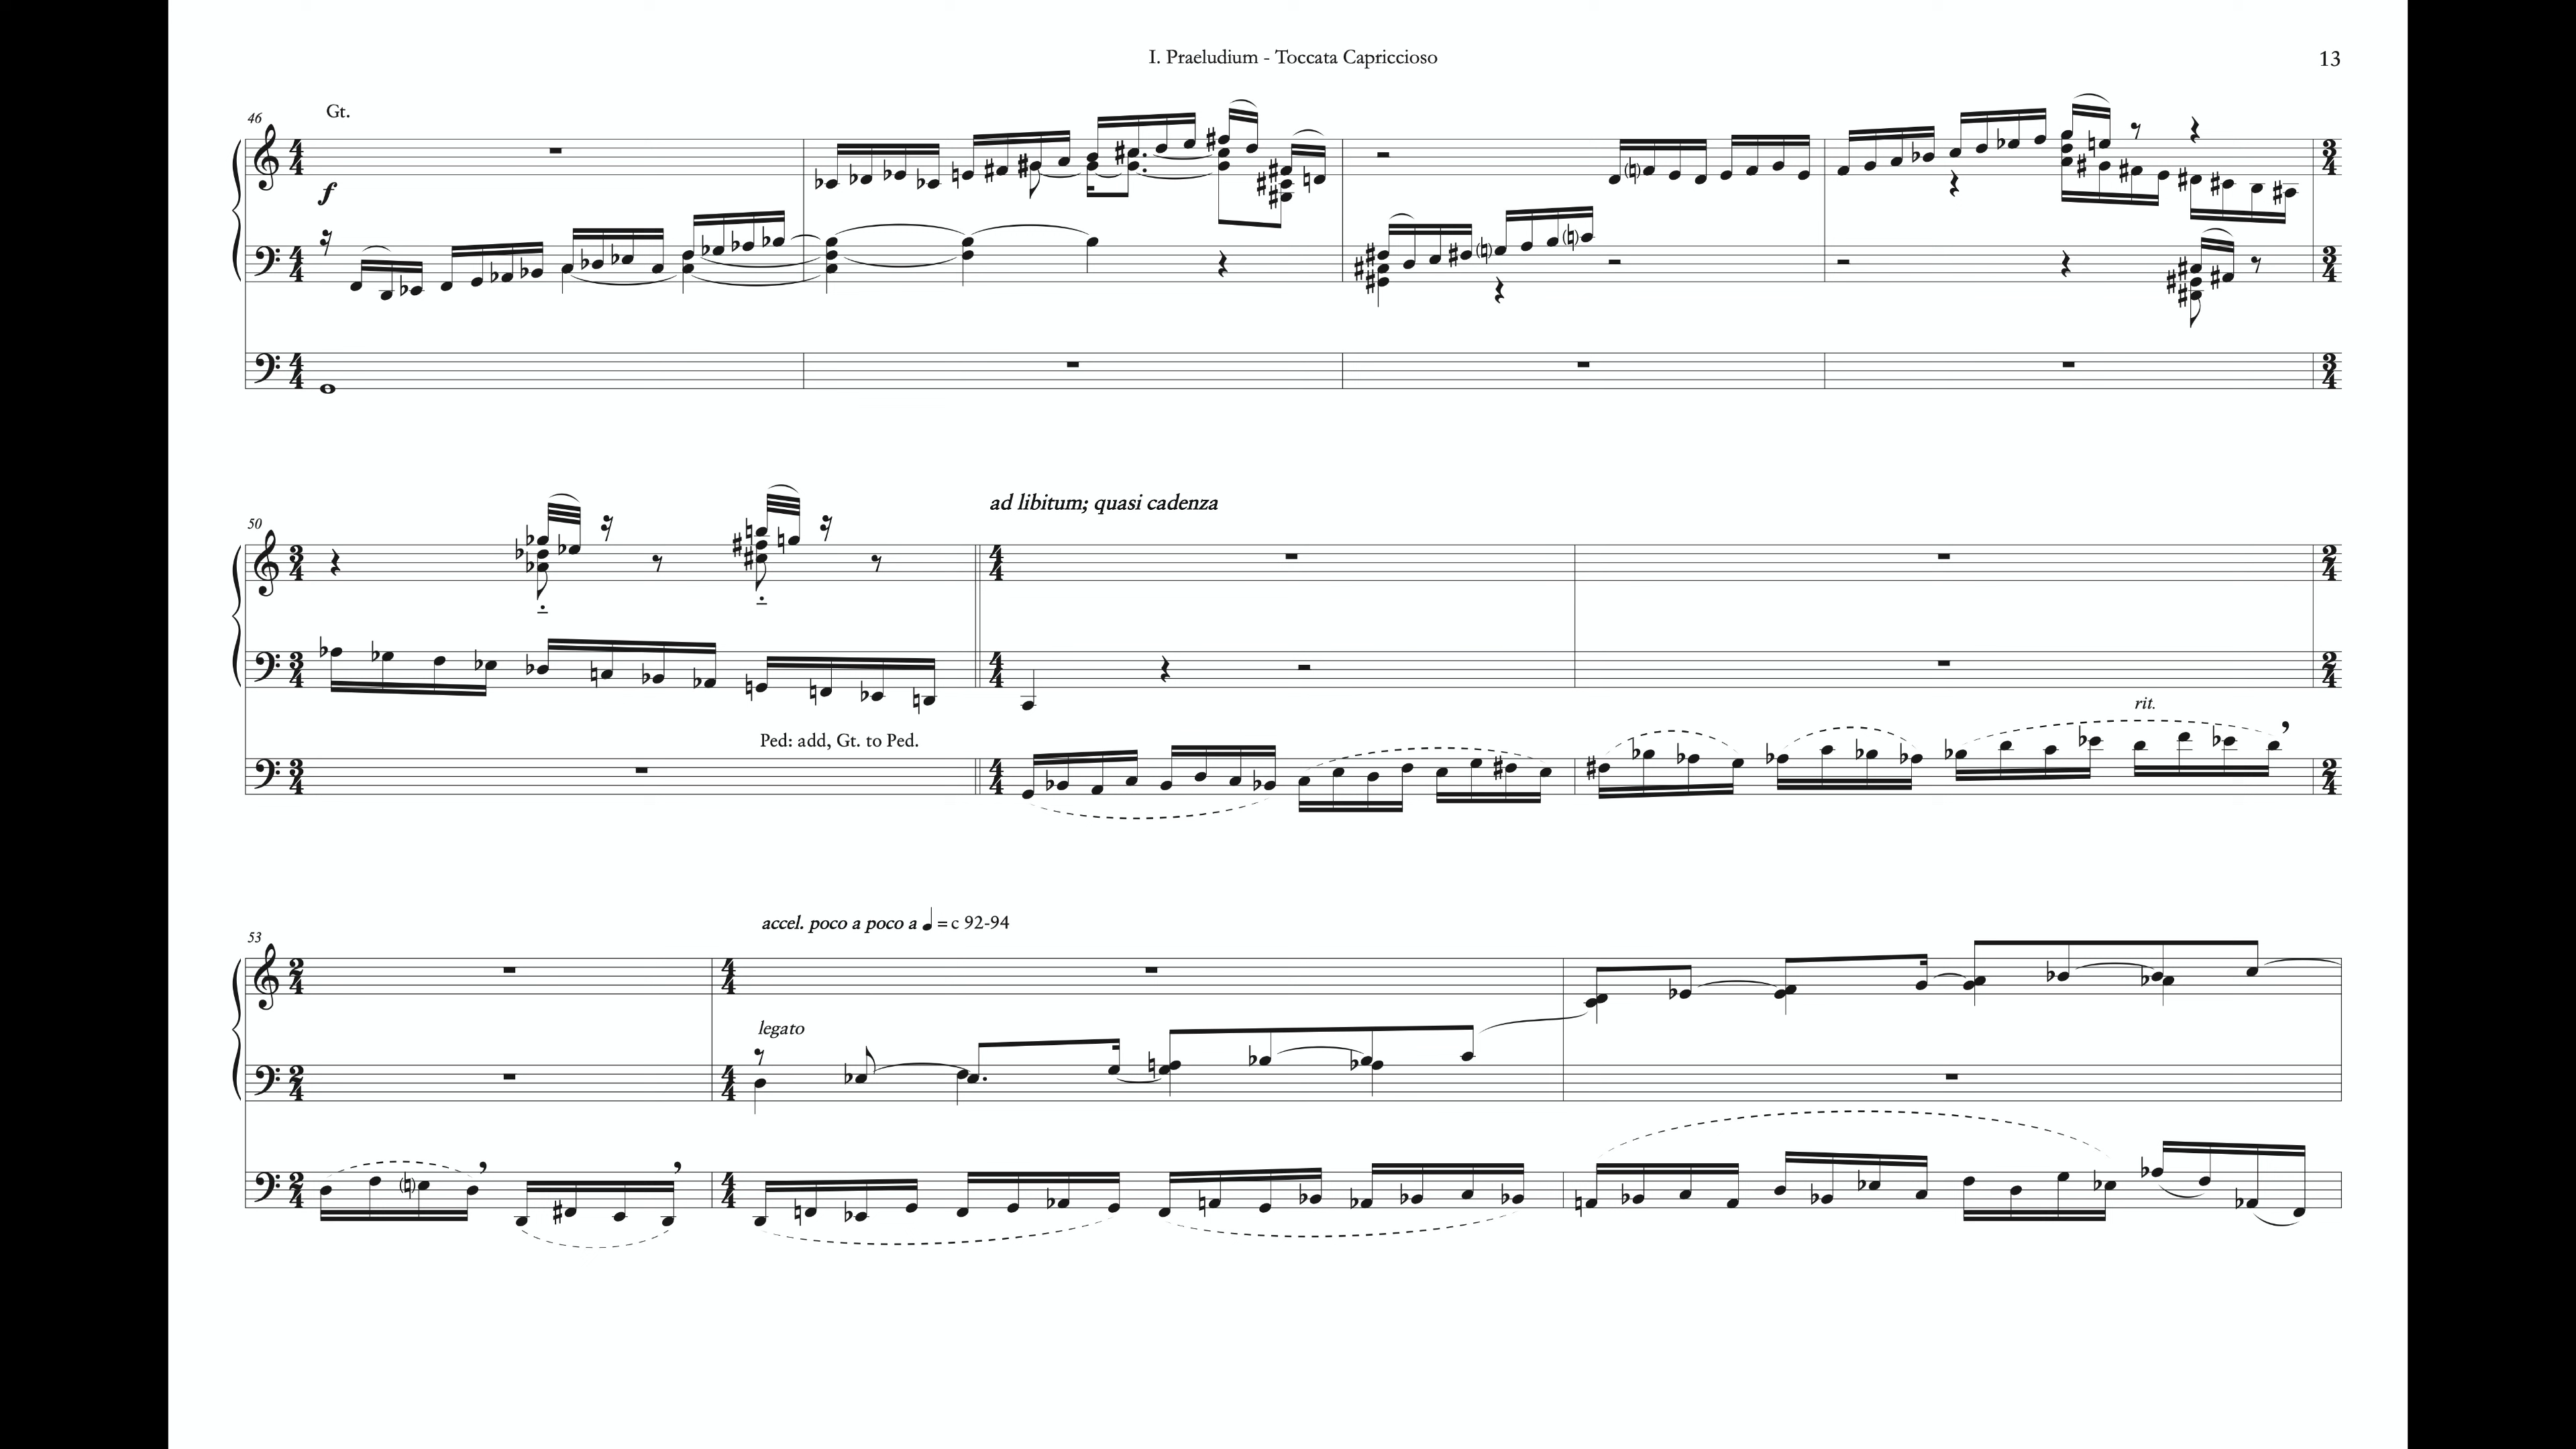 I. Praeludium - Toccata Capriccioso
13
46
Gt.
f
50
ad libitum; quasi cadenza
rit.
Ped: add, Gt. to Ped.
53
accel. poco a poco a ♩ = c 92-94
legato